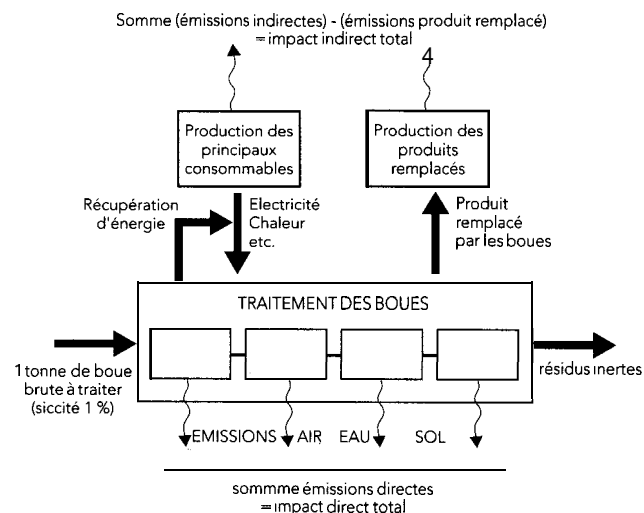 Somme (émissions indirectes) - (émissions produit remplacé)
= impact indirect total
4
Production des
principaux
consommables
Production des
produits
remplacés
Récupération
d'énergie
Electricité
Chaleur
etc.
Produit
remplacé
par les boues
TRAITEMENT DES BOUES
1 tonne de boue
brute à traiter
(siccité 1 %)
résidus inertes
EMISSIONS AIR EAU SOL
sommme émissions directes
= impact direct total